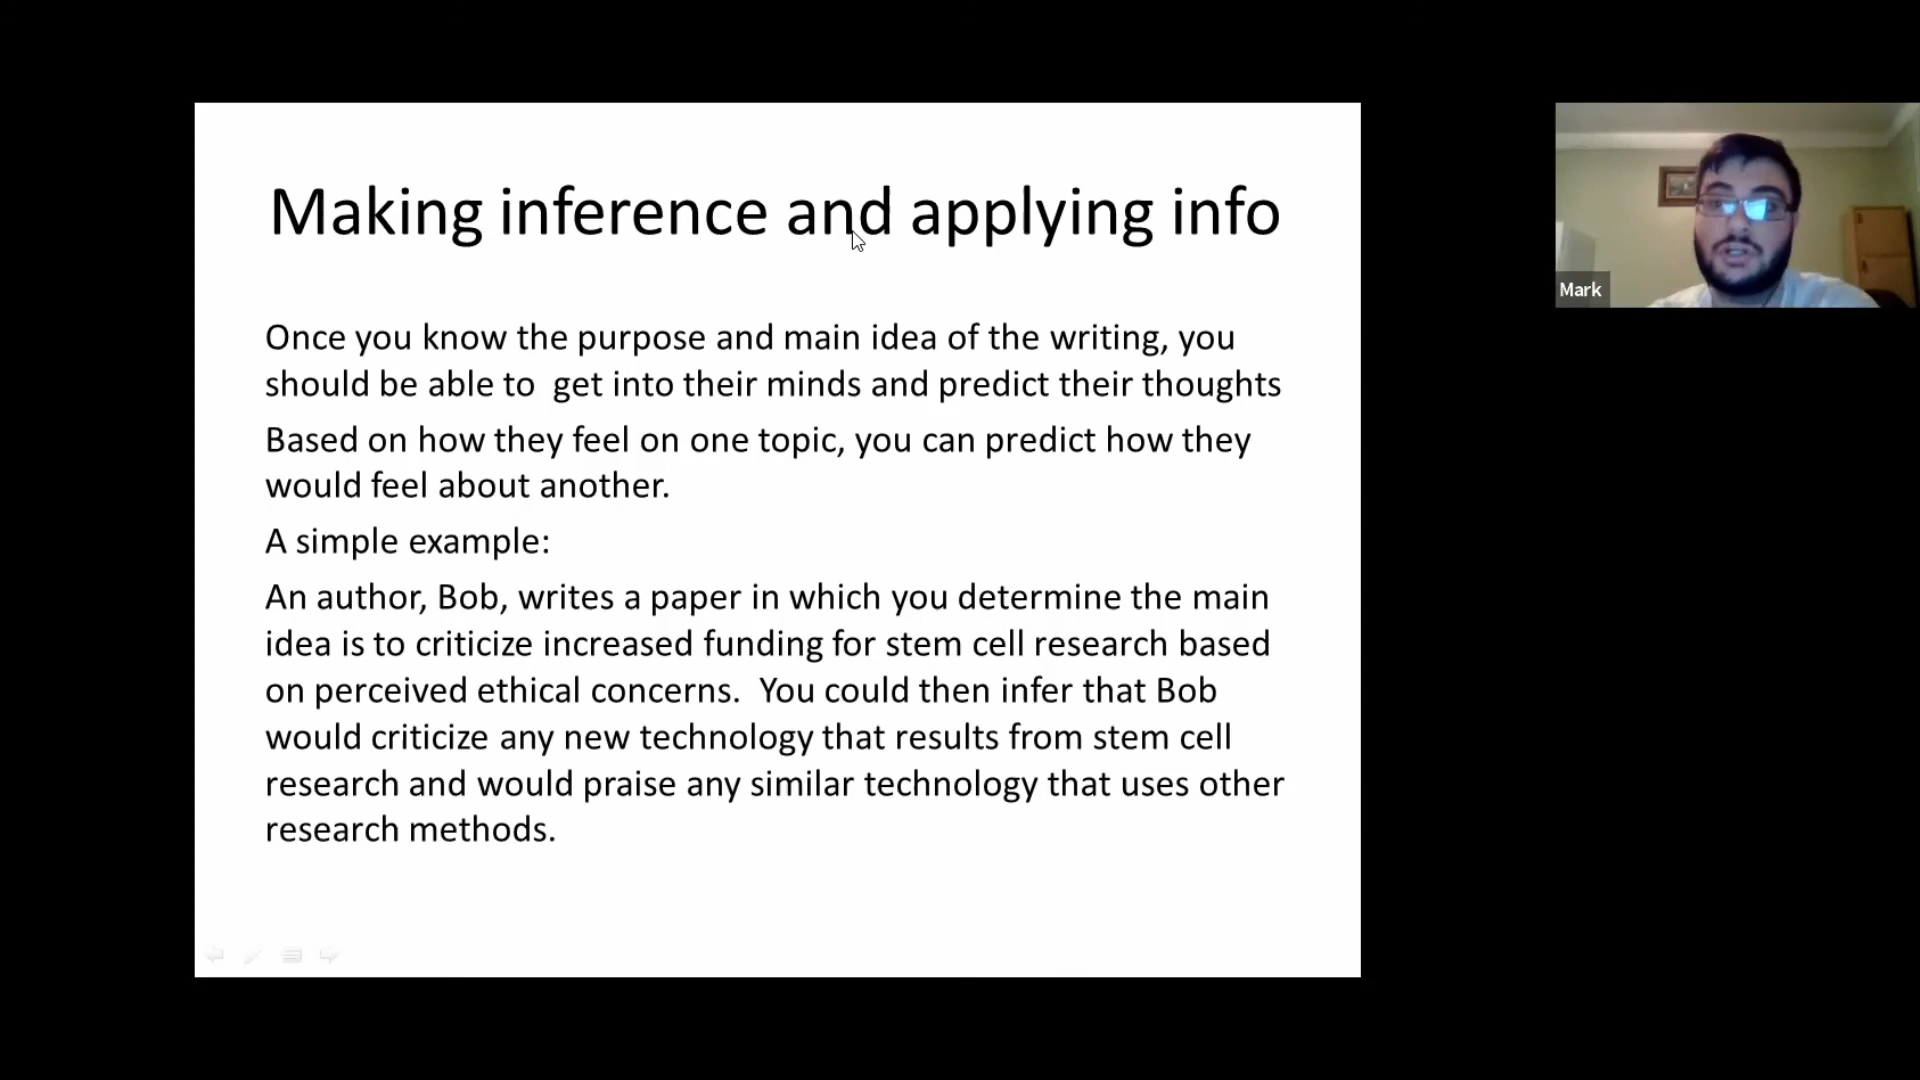 Making inference and applying info
Once you know the purpose and main idea of the writing, you
should be able to  get into their minds and predict their thoughts
Based on how they feel on one topic, you can predict how they
would feel about another.
A simple example:
An author, Bob, writes a paper in which you determine the main
idea is to criticize increased funding for stem cell research based
on perceived ethical concerns.  You could then infer that Bob
would criticize any new technology that results from stem cell
research and would praise any similar technology that uses other
research methods.
Mark